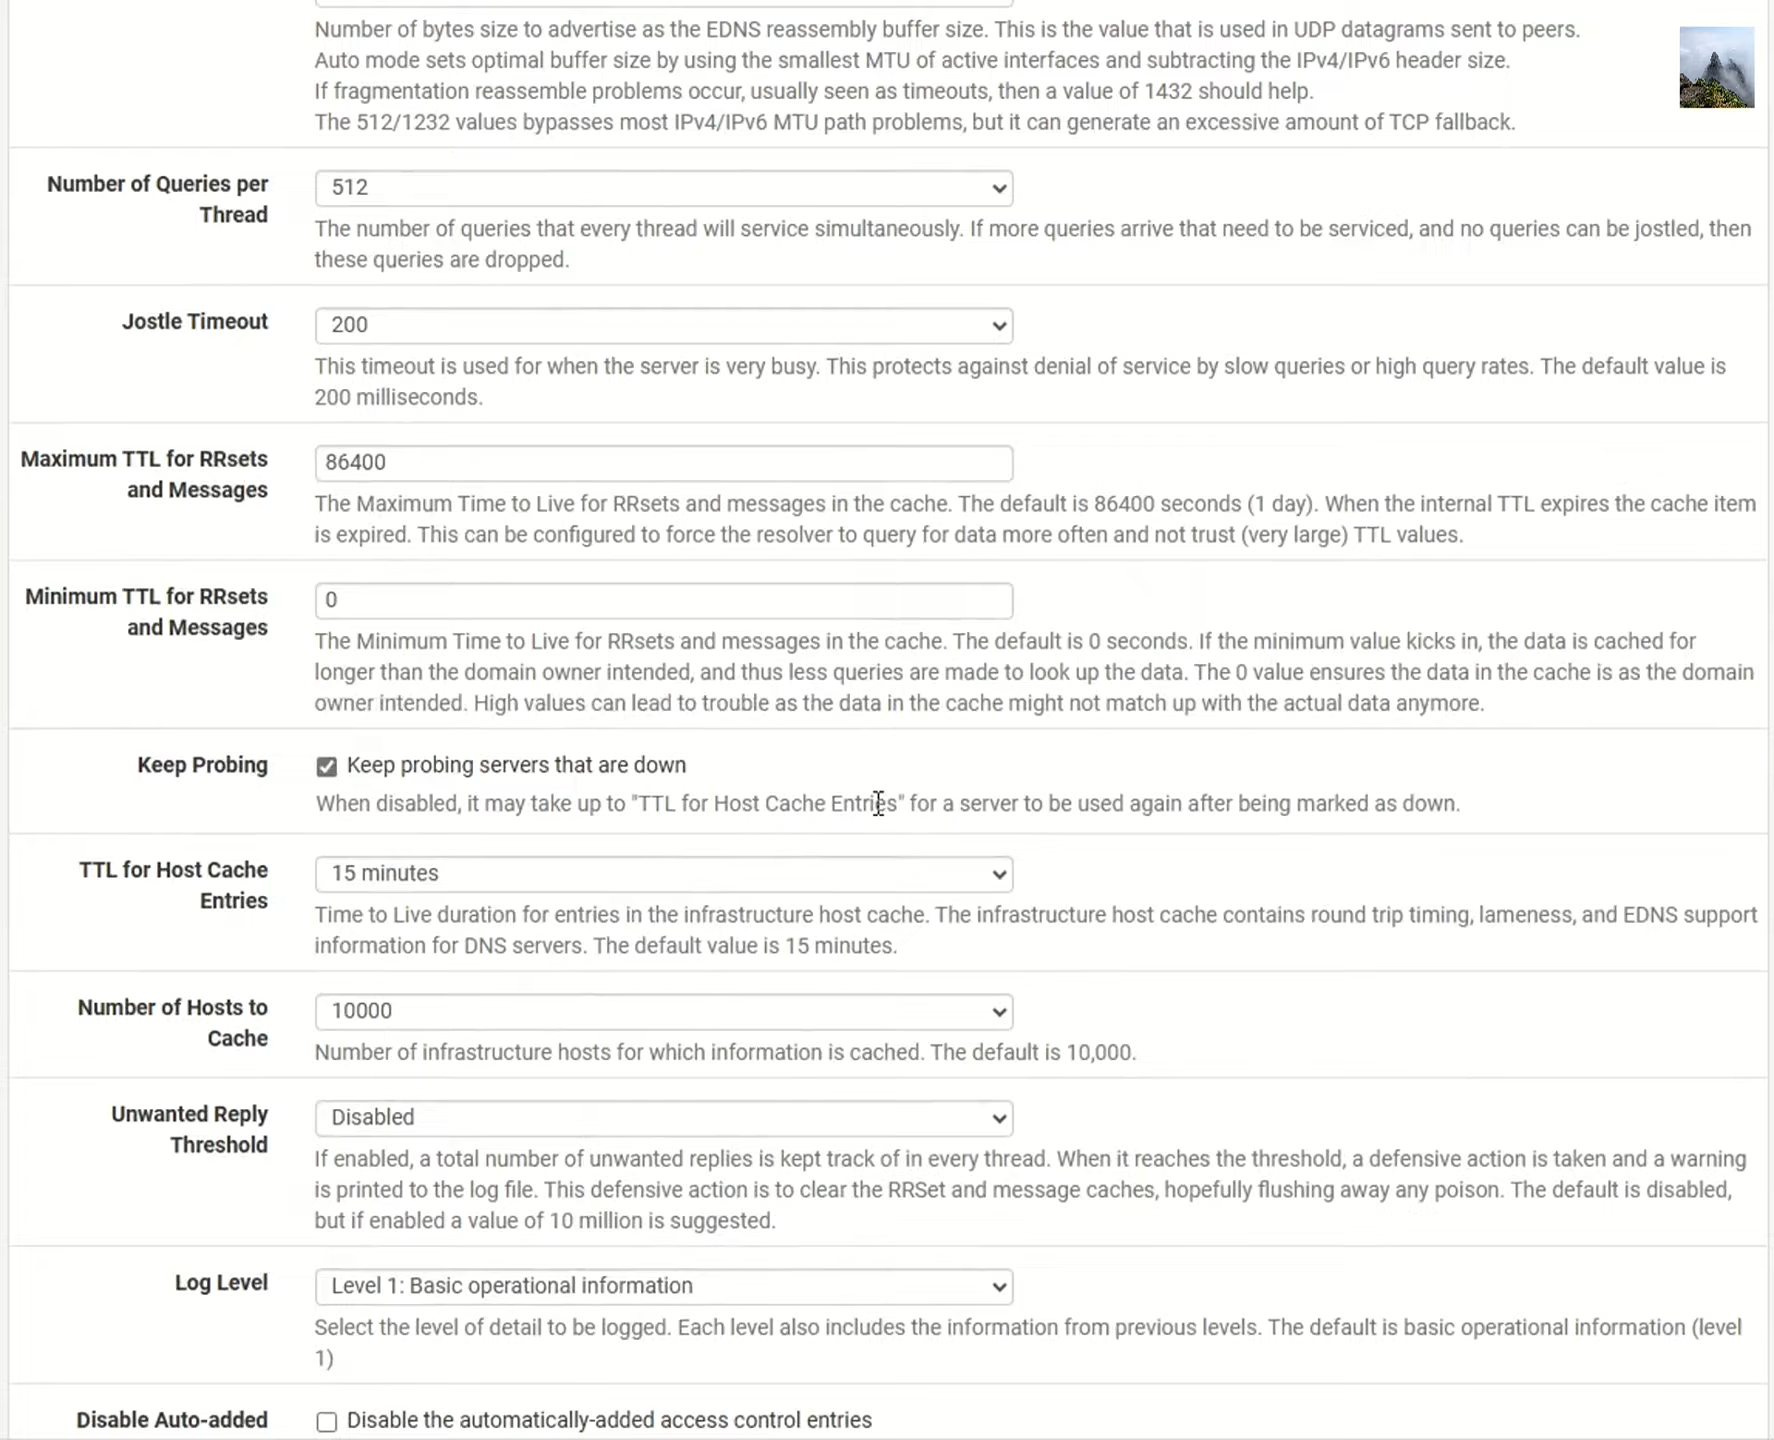 Number of bytes size to advertise as the EDNS reassembly buffer size. This is the value that is used in UDP datagrams sent to peers.
Auto mode sets optimal buffer size by using the smallest MTU of active interfaces and subtracting the IPv4/IPv6 header size.
If fragmentation reassemble problems occur, usually seen as timeouts, then a value of 1432 should help.
The 512/1232 values bypasses most IPv4/IPv6 MTU path problems, but it can generate an excessive amount of TCP fallback.
Number of Queries per
Thread
512
The number of queries that every thread will service simultaneously. If more queries arrive that need to be serviced, and no queries can be jostled, then
these queries are dropped.
Jostle Timeout
200
This timeout is used for when the server is very busy. This protects against denial of service by slow queries or high query rates. The default value is
200 milliseconds.
Maximum TTL for RRsets
and Messages
86400
The Maximum Time to Live for RRsets and messages in the cache. The default is 86400 seconds (1 day). When the internal TTL expires the cache item
is expired. This can be configured to force the resolver to query for data more often and not trust (very large) TTL values.
Minimum TTL for RRsets
and Messages
0
The Minimum Time to Live for RRsets and messages in the cache. The default is 0 seconds. If the minimum value kicks in, the data is cached for
longer than the domain owner intended, and thus less queries are made to look up the data. The 0 value ensures the data in the cache is as the domain
owner intended. High values can lead to trouble as the data in the cache might not match up with the actual data anymore.
Keep Probing
Keep probing servers that are down
When disabled, it may take up to "TTL for Host Cache Entries" for a server to be used again after being marked as down.
TTL for Host Cache
Entries
15 minutes
Time to Live duration for entries in the infrastructure host cache. The infrastructure host cache contains round trip timing, lameness, and EDNS support
information for DNS servers. The default value is 15 minutes.
Number of Hosts to
Cache
10000
Number of infrastructure hosts for which information is cached. The default is 10,000.
Unwanted Reply
Threshold
Disabled
If enabled, a total number of unwanted replies is kept track of in every thread. When it reaches the threshold, a defensive action is taken and a warning
is printed to the log file. This defensive action is to clear the RRSet and message caches, hopefully flushing away any poison. The default is disabled,
but if enabled a value of 10 million is suggested.
Log Level
Level 1: Basic operational information
Select the level of detail to be logged. Each level also includes the information from previous levels. The default is basic operational information (level
1)
Disable Auto-added
Disable the automatically-added access control entries